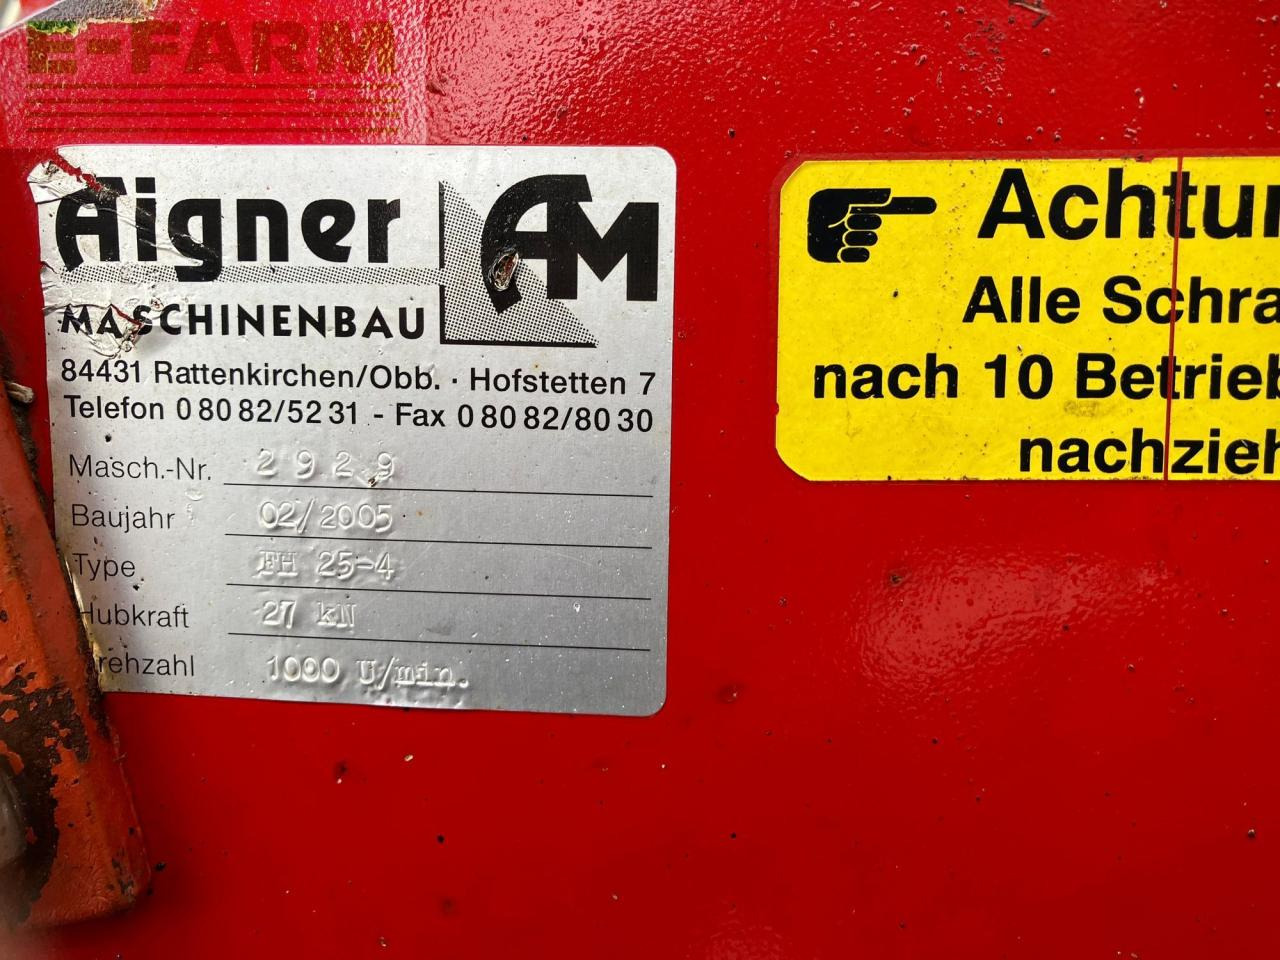 E-FARM
Aigner AM
MASCHINENBAU
84431 Rattenkirchen/Obb. · Hofstetten 7
Telefon 0 80 82/52 31 - Fax 0 80 82/80 30
Masch.-Nr. 2929
Baujahr 02/2005
Type FH 25-4
Hubkraft 27 kN
Drehzahl 1000 U/min.
Achtun
Alle Schra
nach 10 Betrieb
nachzieh